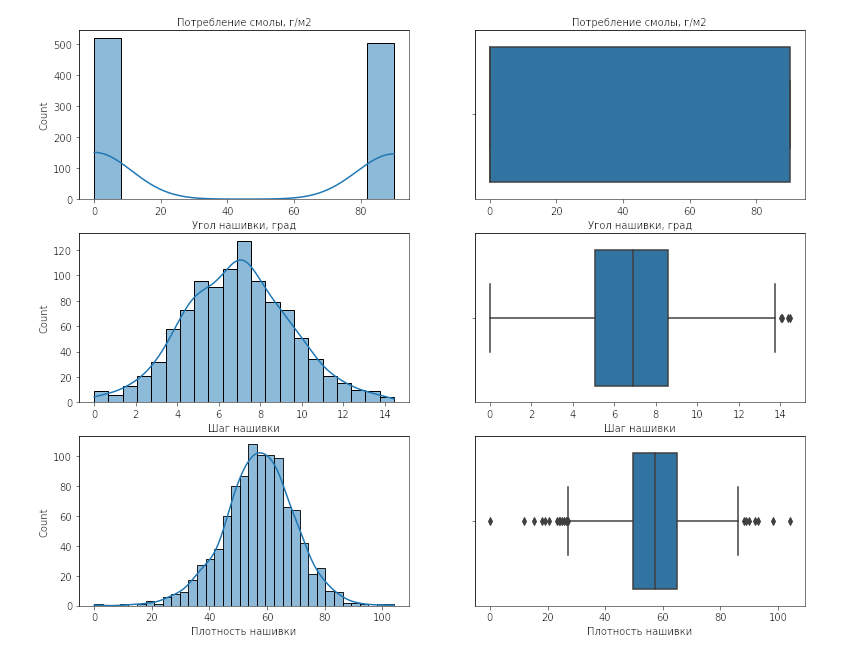 Потребление смолы, г/м2
Потребление смолы, г/м2
500
400
300
200
100
0
Count
0 20 40 60 80
0 20 40 60 80
Угол нашивки, град
Угол нашивки, град
120
100
80
60
40
20
0
Count
0 2 4 6 8 10 12 14
0 2 4 6 8 10 12 14
Шаг нашивки
Шаг нашивки
100
80
60
40
20
0
Count
0 20 40 60 80 100
0 20 40 60 80 100
Плотность нашивки
Плотность нашивки